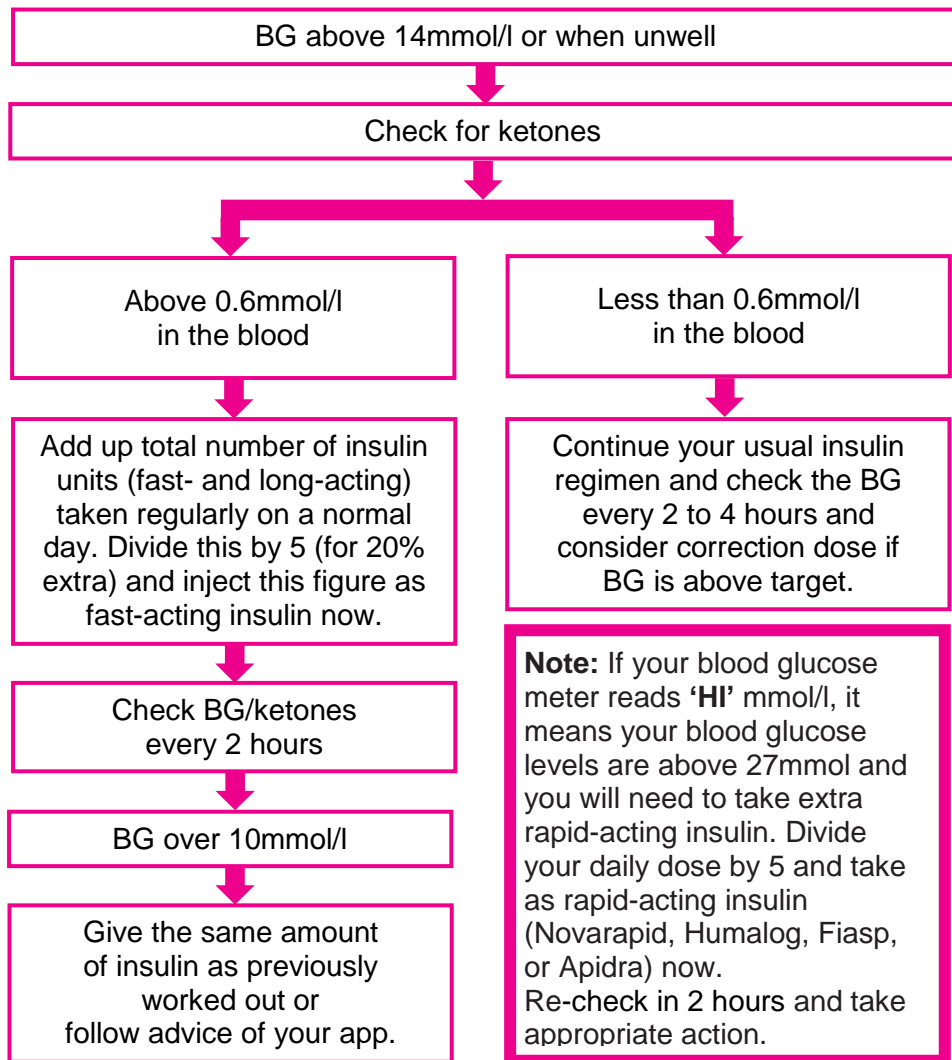 BG above 14mmol/l or when unwell
Check for ketones
Above 0.6mmol/l
in the blood
Less than 0.6mmol/l
in the blood
Add up total number of insulin
units (fast- and long-acting)
taken regularly on a normal
day. Divide this by 5 (for 20%
extra) and inject this figure as
fast-acting insulin now.
Continue your usual insulin
regimen and check the BG
every 2 to 4 hours and
consider correction dose if
BG is above target.
Check BG/ketones
every 2 hours
BG over 10mmol/l
Give the same amount
of insulin as previously
worked out or
follow advice of your app.
Note: If your blood glucose
meter reads ‘HI’ mmol/l, it
means your blood glucose
levels are above 27mmol and
you will need to take extra
rapid-acting insulin. Divide
your daily dose by 5 and take
as rapid-acting insulin
(Novarapid, Humalog, Fiasp,
or Apidra) now.
Re-check in 2 hours and take
appropriate action.